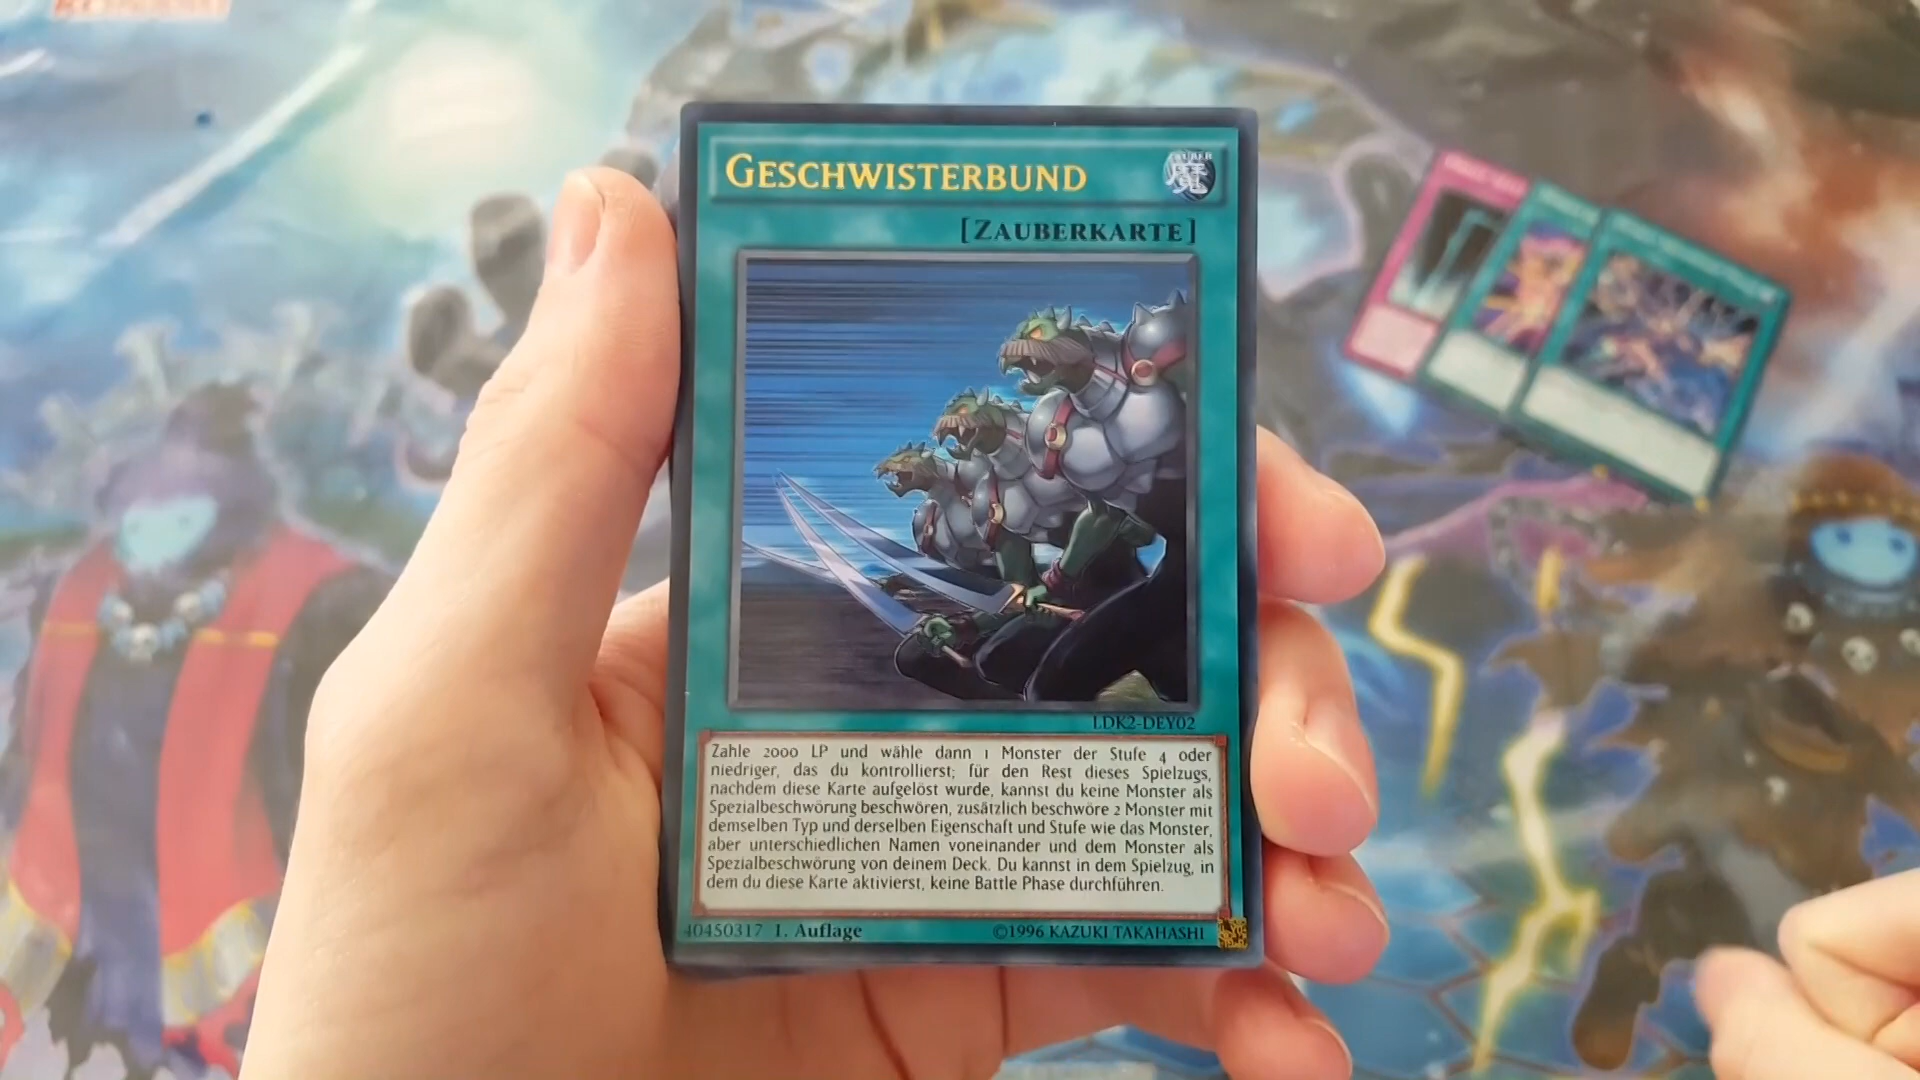 GESCHWISTERBUND
ZAUBER
魔
[ZAUBERKARTE]
LDK2-DEY02
Zahle 2000 LP und wähle dann 1 Monster der Stufe 4 oder
niedriger, das du kontrollierst; für den Rest dieses Spielzugs,
nachdem diese Karte aufgelöst wurde, kannst du keine Monster als
Spezialbeschwörung beschwören, zusätzlich beschwöre 2 Monster mit
demselben Typ und derselben Eigenschaft und Stufe wie das Monster,
aber unterschiedlichen Namen voneinander und dem Monster als
Spezialbeschwörung von deinem Deck. Du kannst in dem Spielzug, in
dem du diese Karte aktivierst, keine Battle Phase durchführen.
40450317 1. Auflage ©1996 KAZUKI TAKAHASHI